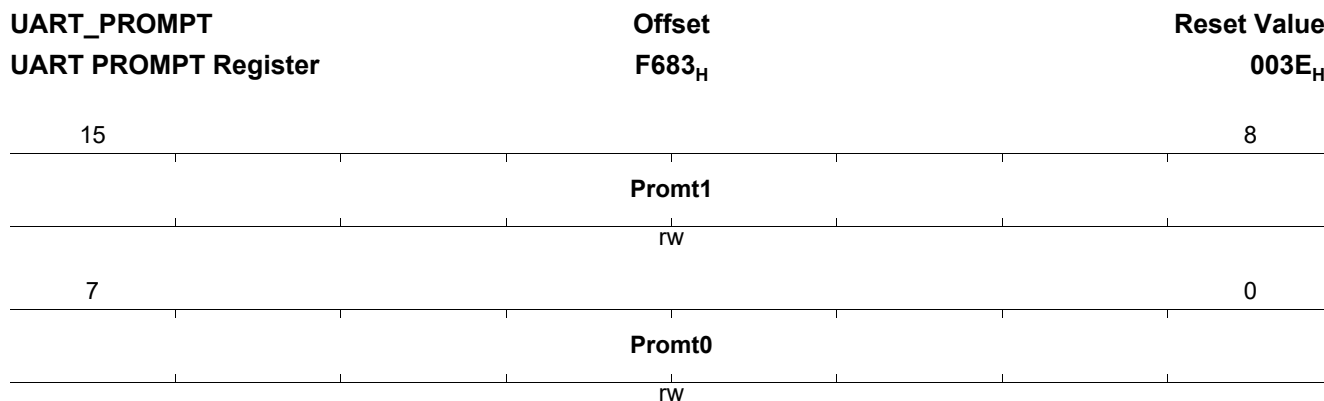 UART_PROMPT Offset Reset Value
UART PROMPT Register F683H 003EH
15 8
Promt1
rw
7 0
Promt0
rw